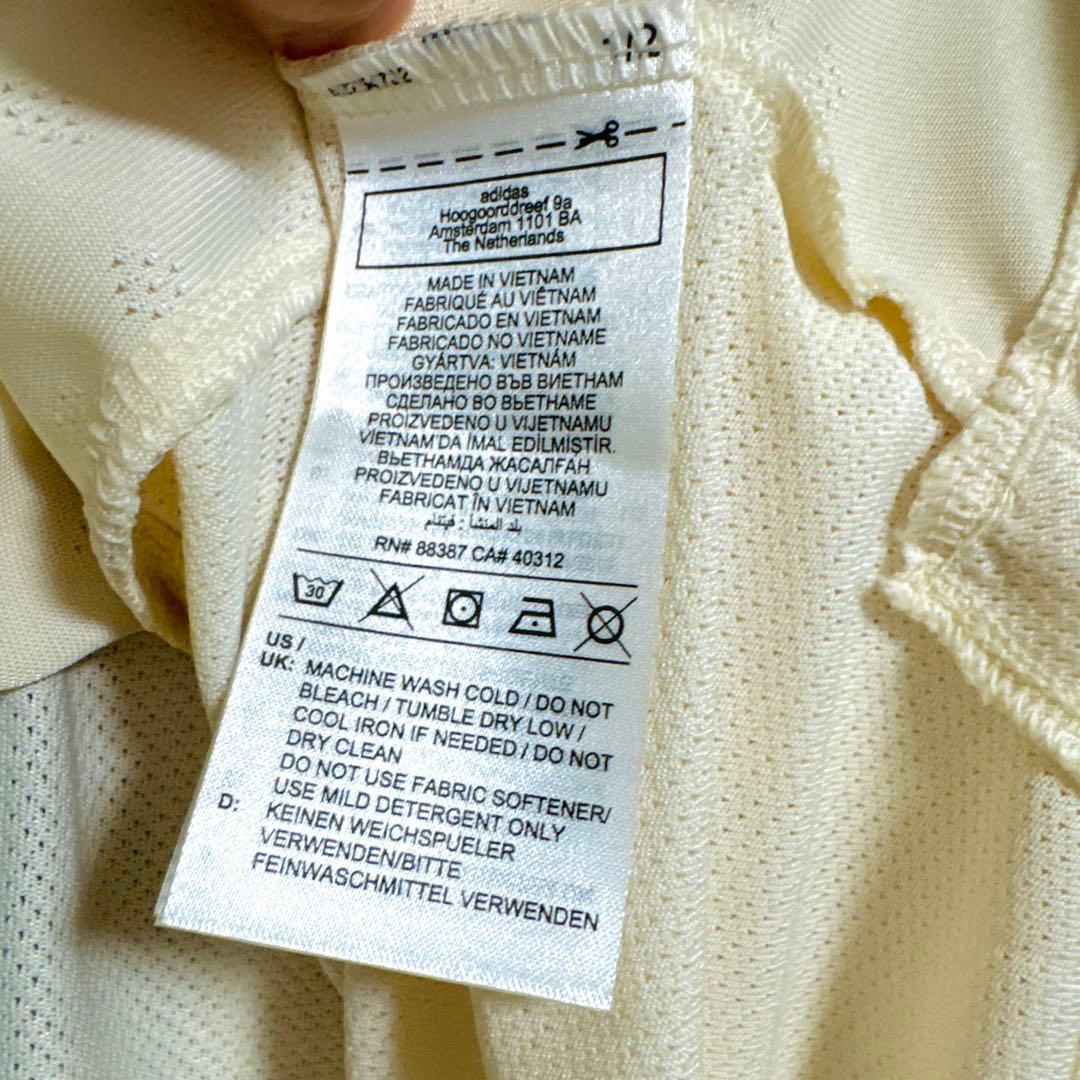 adidas
Hoogoorddreef 9a
Amsterdam 1101 BA
The Netherlands
MADE IN VIETNAM
FABRIQUÉ AU VIÊTNAM
FABRICADO EN VIETNAM
FABRICADO NO VIETNAME
GYÁRTVA: VIETNÁM
ПРОИЗВЕДЕНО ВЪВ ВИЕТНАМ
СДЕЛАНО ВО ВЬЕТНАМЕ
PROIZVEDENO U VIJETNAMU
VIETNAM'DA İMAL EDİLMİŞTİR.
ВЬЕТНАМДА ЖАСАЛҒАН
PROIZVEDENO U VIJETNAMU
FABRICAT ÎN VIETNAM
بلد المنشأ : فيتنام
RN# 88387 CA# 40312
30
US /
UK: MACHINE WASH COLD / DO NOT
BLEACH / TUMBLE DRY LOW /
COOL IRON IF NEEDED / DO NOT
DRY CLEAN
DO NOT USE FABRIC SOFTENER/
USE MILD DETERGENT ONLY
D: KEINEN WEICHSPUELER
VERWENDEN/BITTE
FEINWASCHMITTEL VERWENDEN